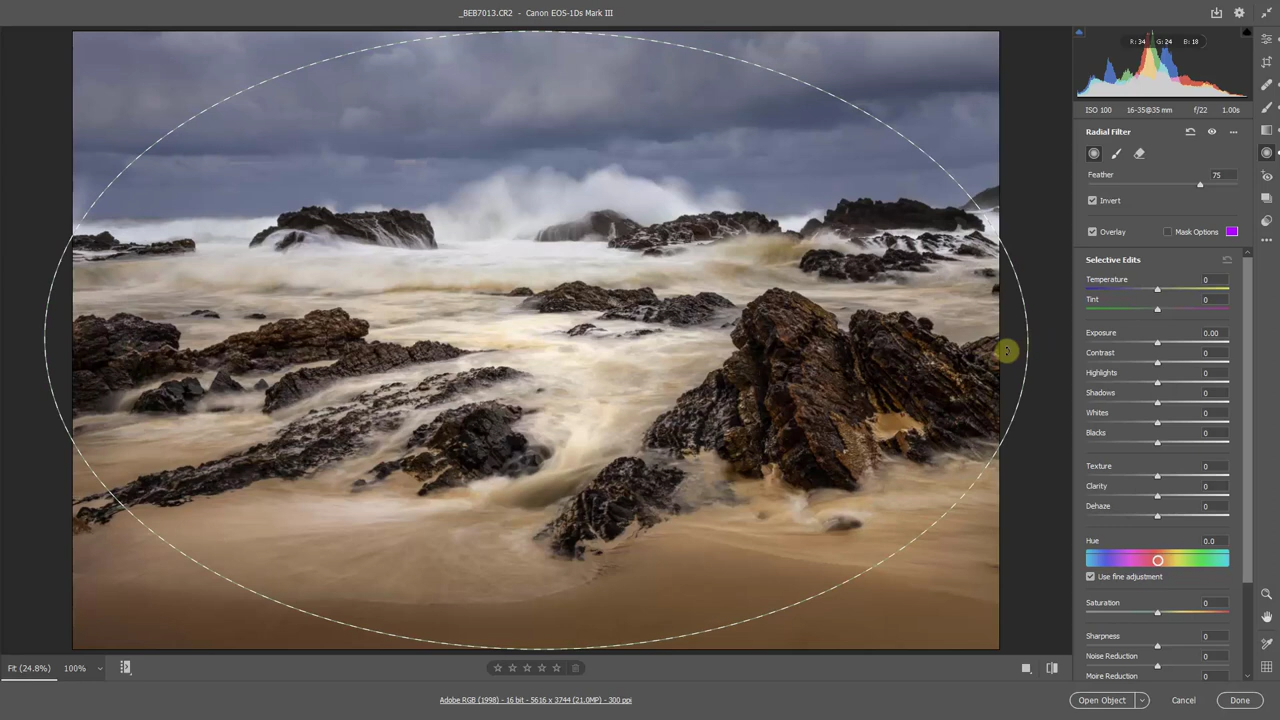 _BEB7013.CR2 - Canon EOS-1Ds Mark III
R: 34 G: 24 B: 18
ISO 100 16-35@35 mm f/22 1.00s
Radial Filter
Feather 75
Invert
Overlay Mask Options
Selective Edits
Temperature 0
Tint 0
Exposure 0.00
Contrast 0
Highlights 0
Shadows 0
Whites 0
Blacks 0
Texture 0
Clarity 0
Dehaze 0
Hue 0.0
Use fine adjustment
Saturation 0
Sharpness 0
Noise Reduction 0
Moire Reduction 0
Fit (24.8%) 100%
Adobe RGB (1998) - 16 bit - 5616 x 3744 (21.0MP) - 300 ppi
Open Object Cancel Done